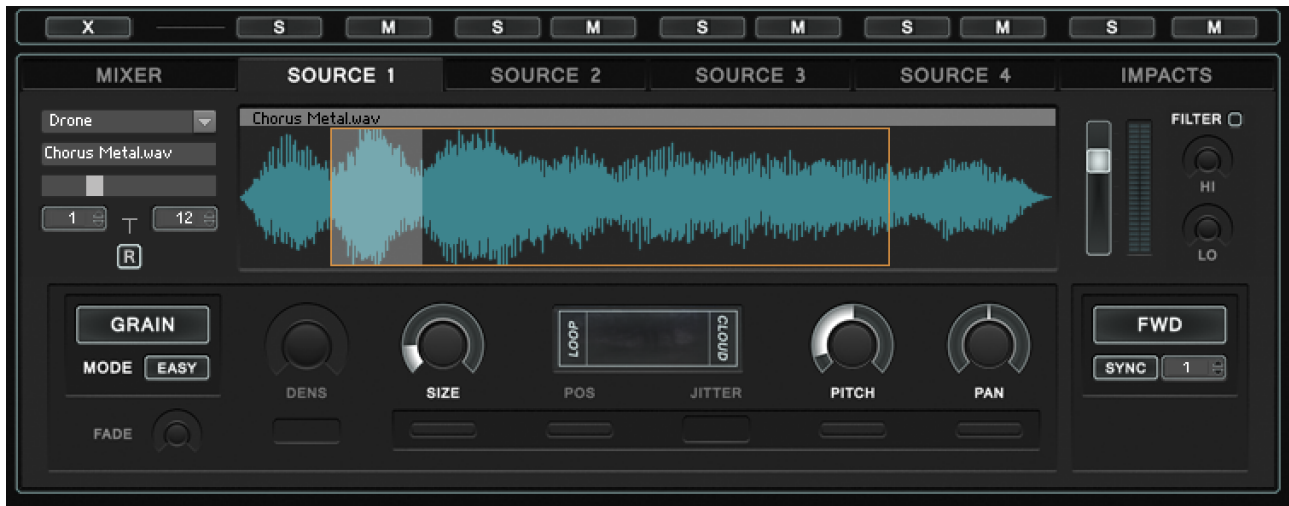 X S M S M S M S M S M
MIXER SOURCE 1 SOURCE 2 SOURCE 3 SOURCE 4 IMPACTS
Drone
Chorus Metal.wav
1 12
R
Chorus Metal.wav
FILTER
HI
LO
GRAIN
MODE EASY
FADE
DENS
SIZE
LOOP
CLOUD
POS
JITTER
PITCH
PAN
FWD
SYNC 1